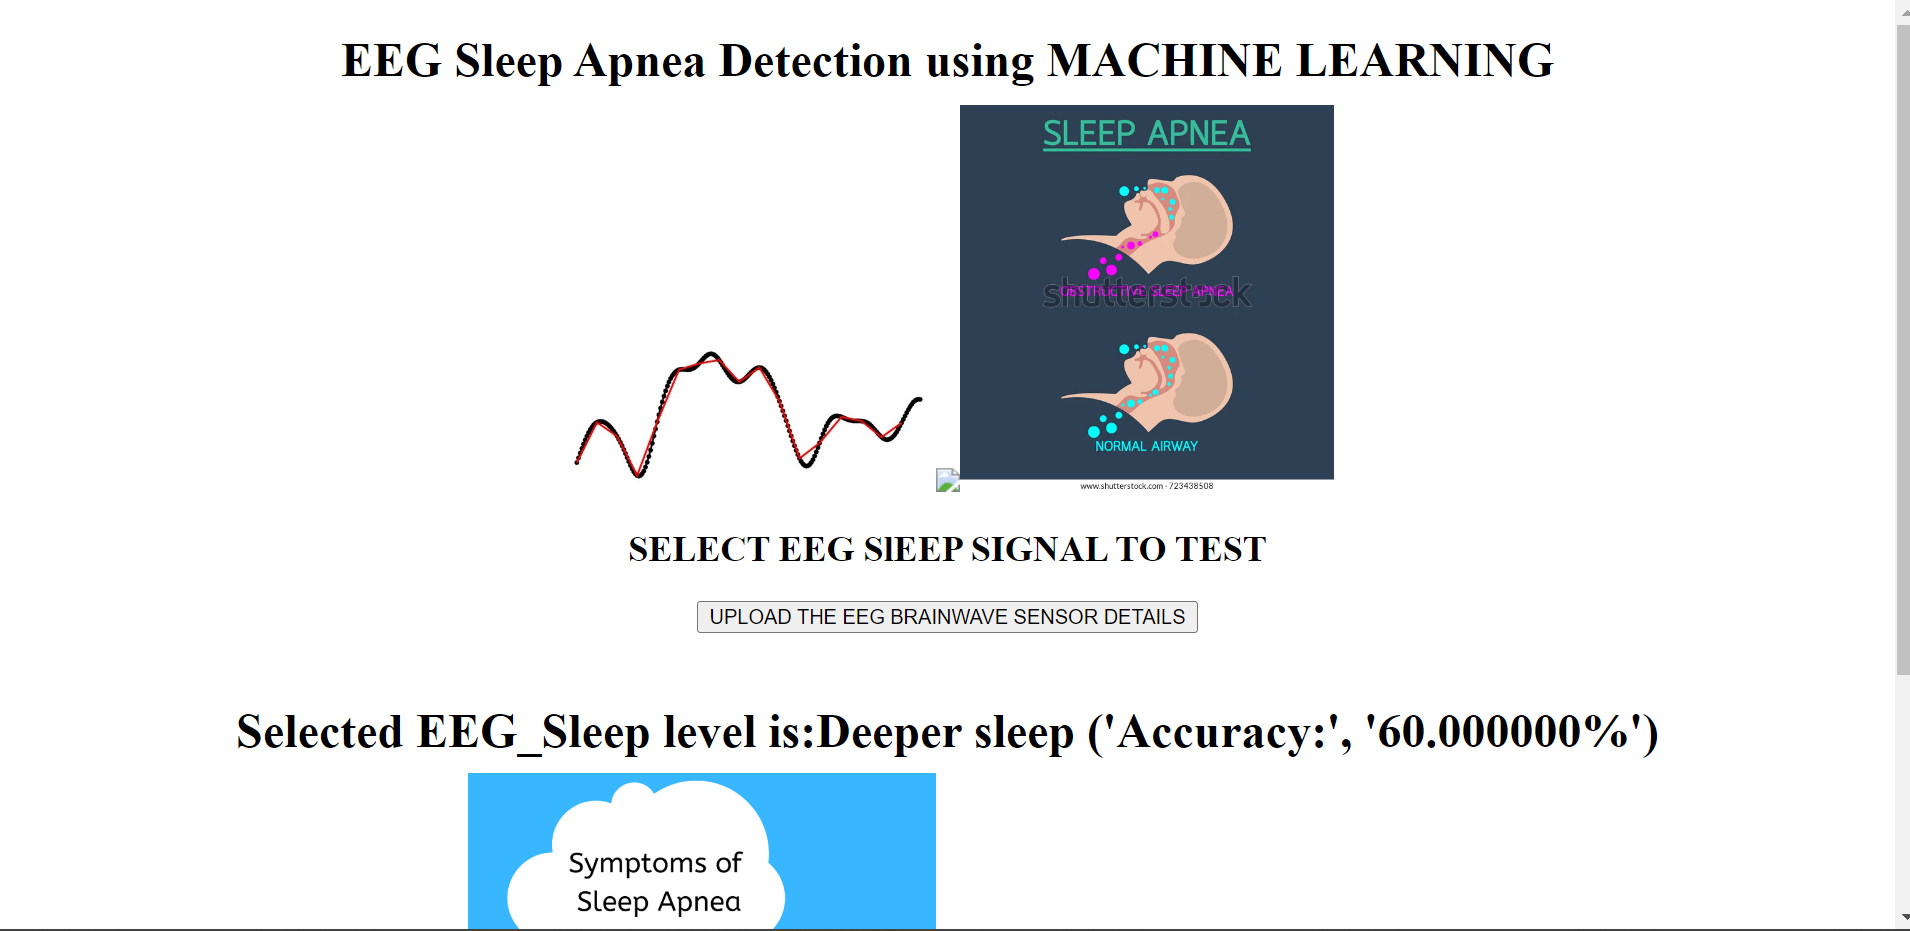 EEG Sleep Apnea Detection using MACHINE LEARNING
SLEEP APNEA
OBSTRUCTIVE SLEEP APNEA
shutterstock
NORMAL AIRWAY
www.shutterstock.com · 723438508
SELECT EEG SlEEP SIGNAL TO TEST
UPLOAD THE EEG BRAINWAVE SENSOR DETAILS
Selected EEG_Sleep level is:Deeper sleep ('Accuracy:', '60.000000%')
Symptoms of
Sleep Apnea